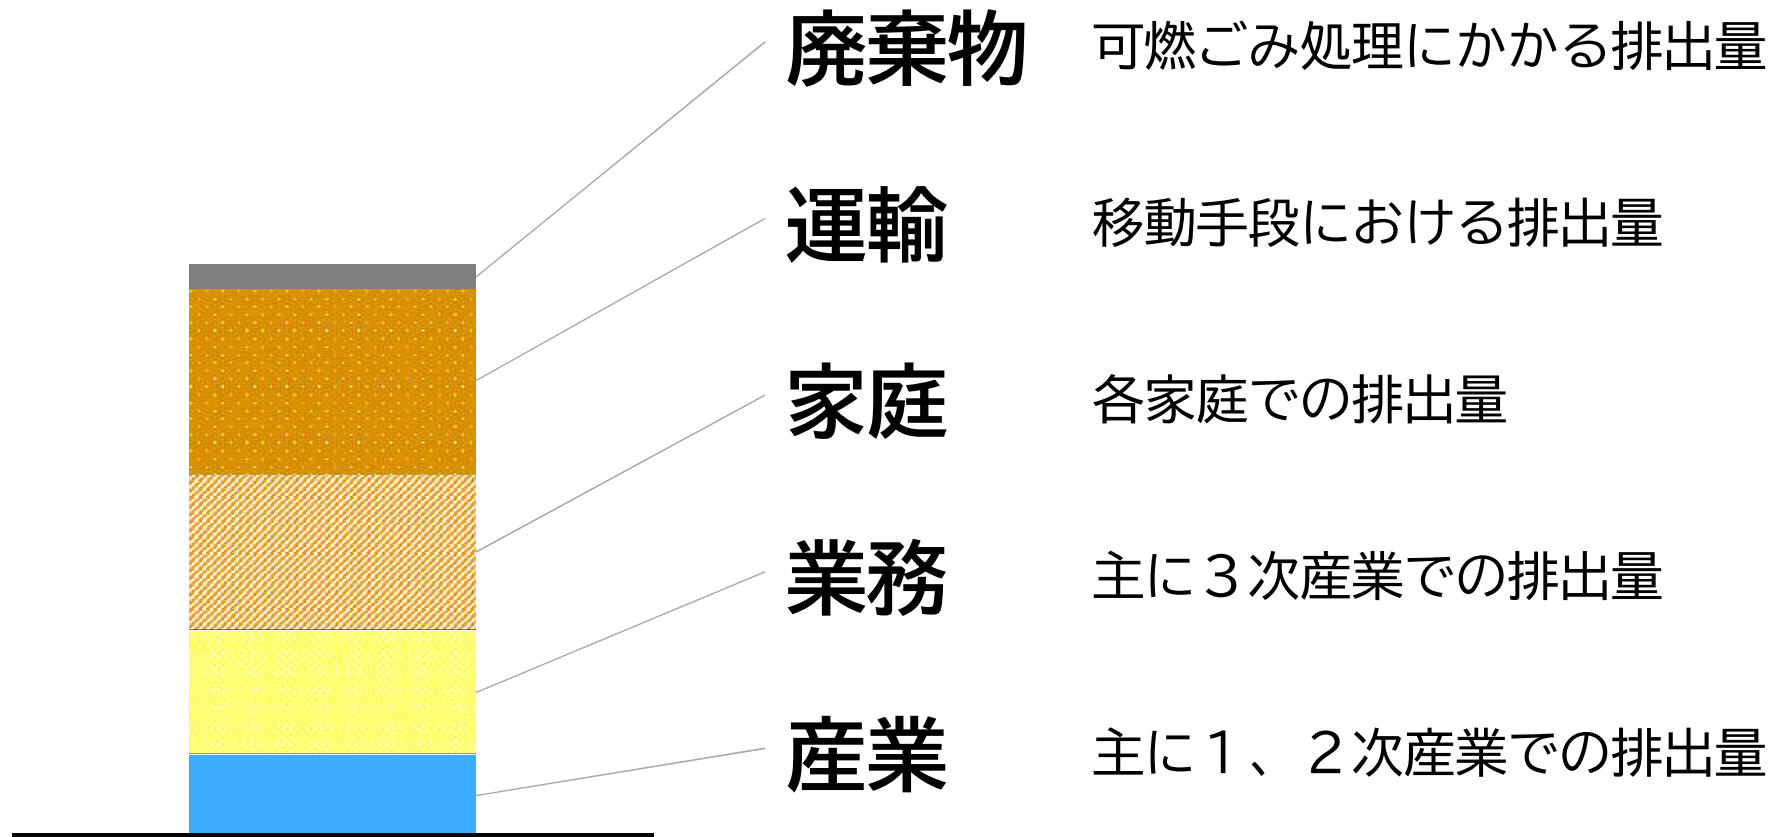 廃棄物 可燃ごみ処理にかかる排出量
運輸 移動手段における排出量
家庭 各家庭での排出量
業務 主に３次産業での排出量
産業 主に１、２次産業での排出量